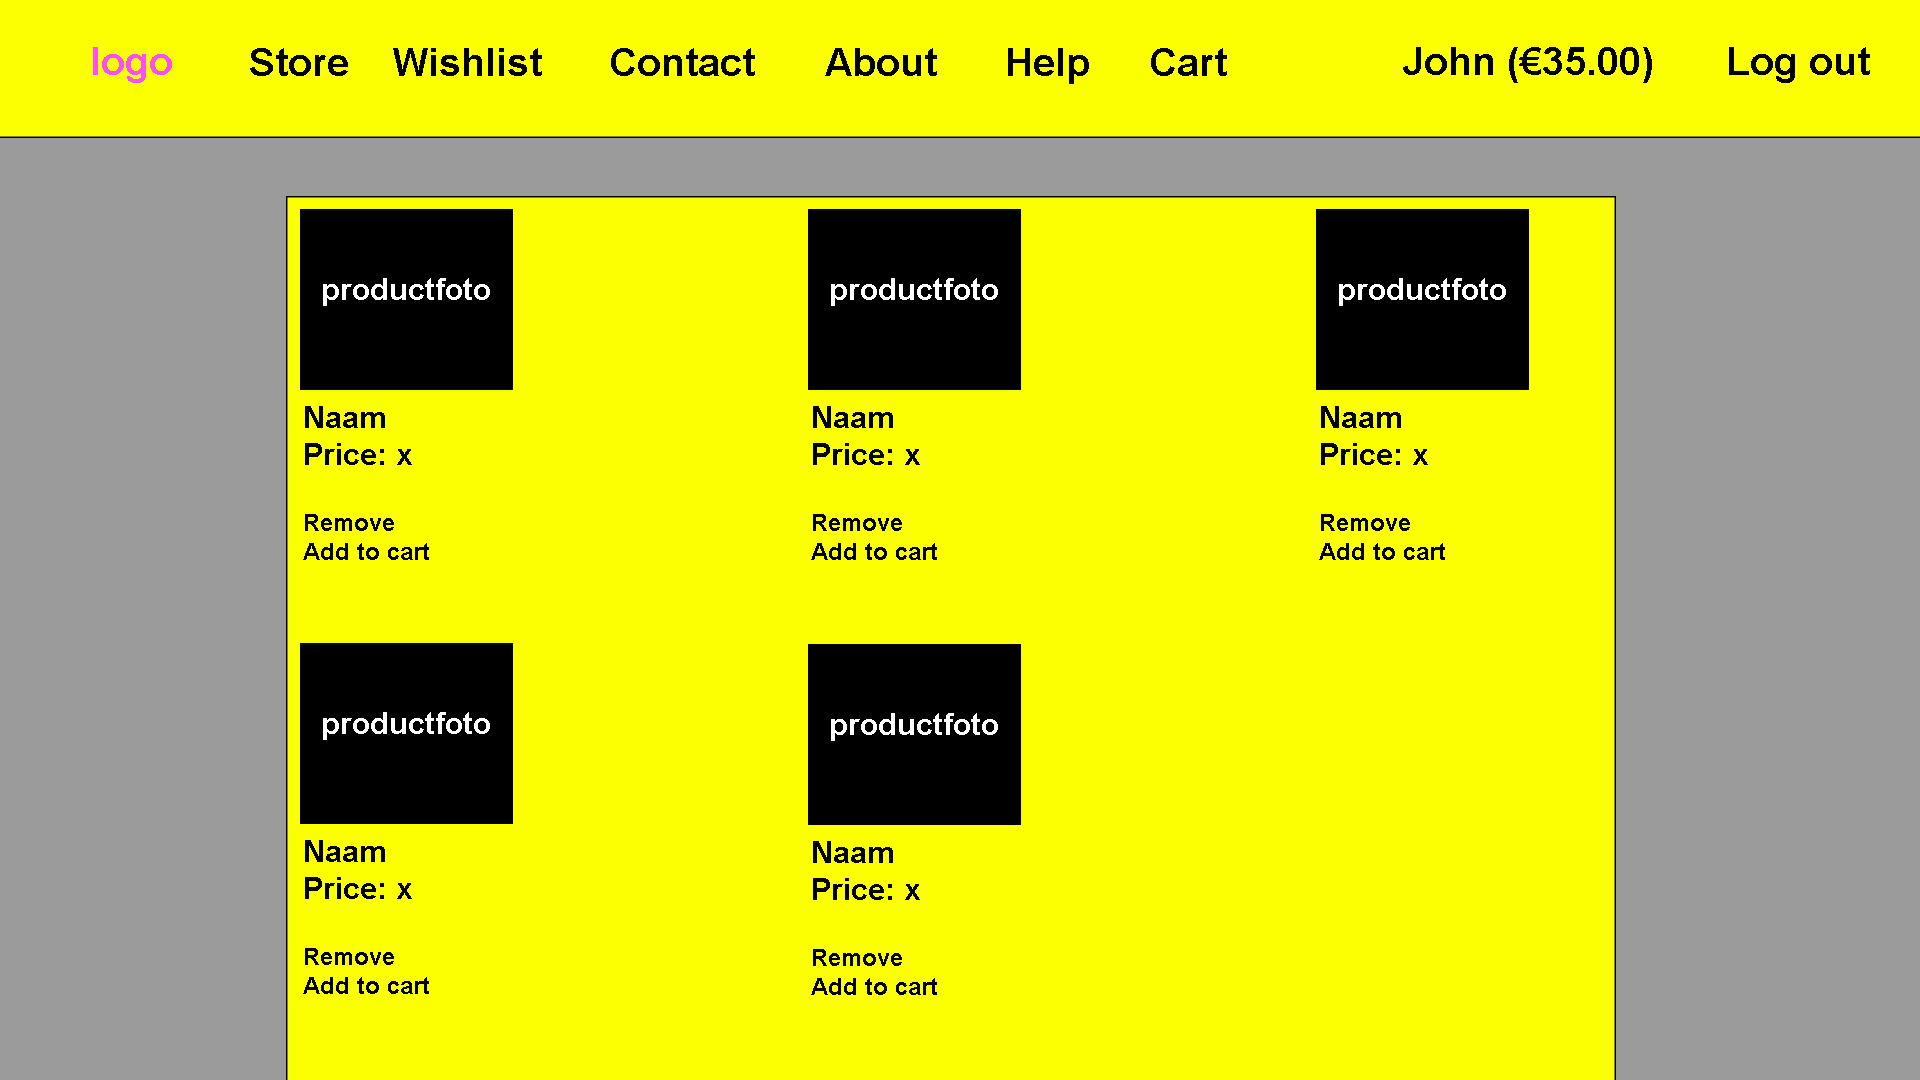 logo Store Wishlist Contact About Help Cart John (€35.00) Log out
productfoto productfoto productfoto
Naam Naam Naam
Price: x Price: x Price: x
Remove Remove Remove
Add to cart Add to cart Add to cart
productfoto productfoto
Naam Naam
Price: x Price: x
Remove Remove
Add to cart Add to cart